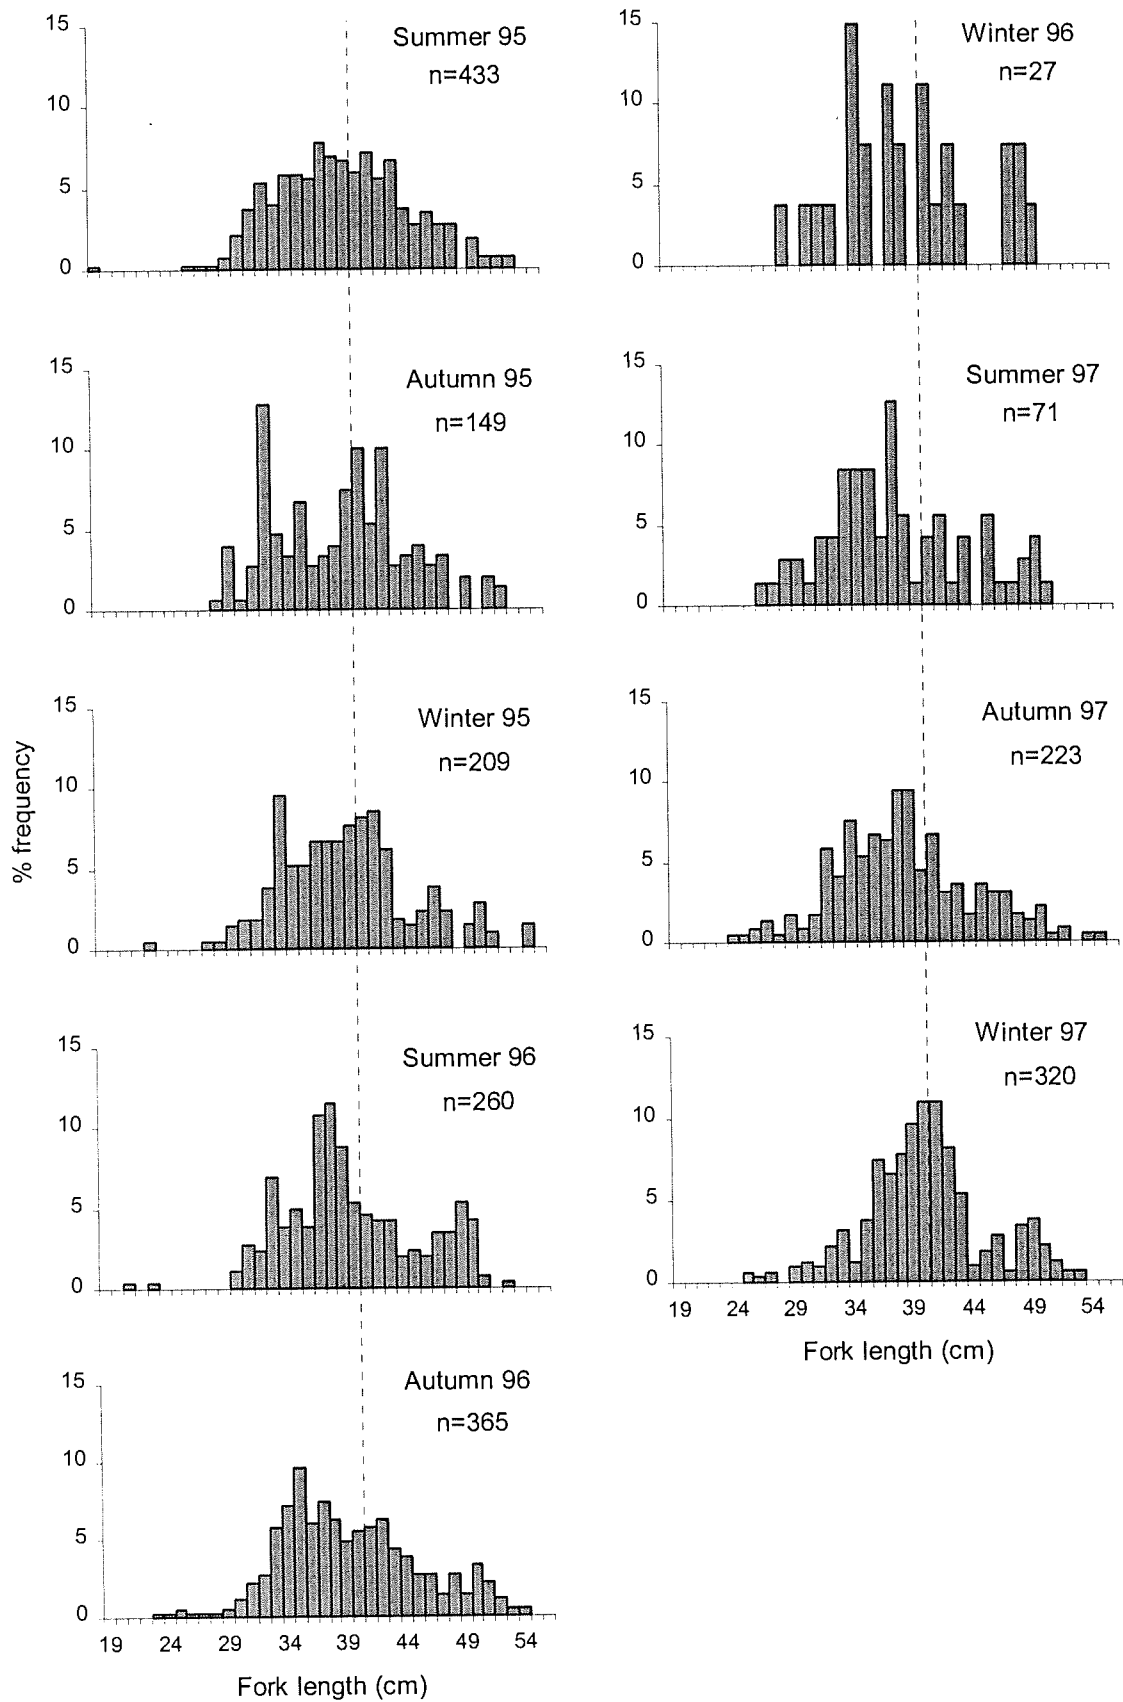 15
10
5
0
Summer 95
n=433
15
10
5
0
Autumn 95
n=149
% frequency
15
10
5
0
Winter 95
n=209
15
10
5
0
Summer 96
n=260
15
10
5
0
Autumn 96
n=365
19 24 29 34 39 44 49 54
Fork length (cm)
15
10
5
0
Winter 96
n=27
15
10
5
0
Summer 97
n=71
15
10
5
0
Autumn 97
n=223
15
10
5
0
Winter 97
n=320
19 24 29 34 39 44 49 54
Fork length (cm)